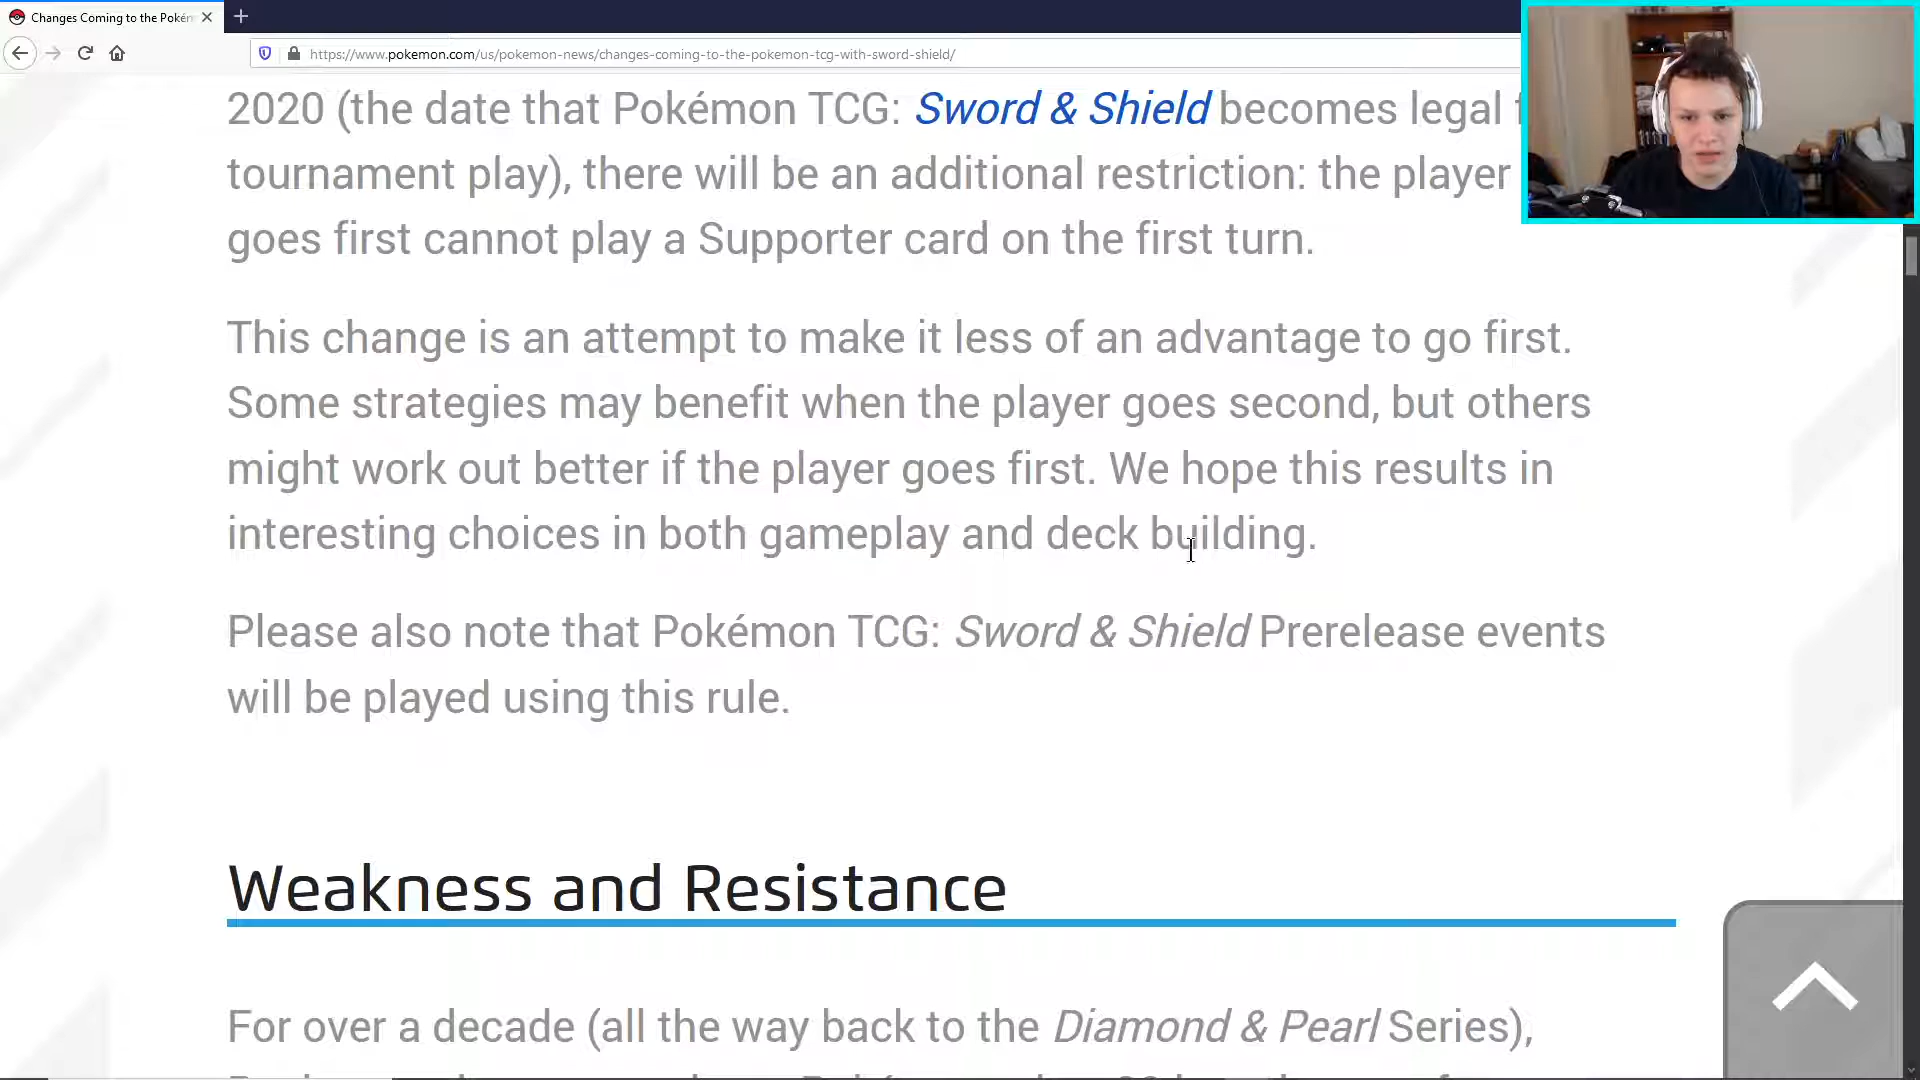 Changes Coming to the Pokém
https://www.pokemon.com/us/pokemon-news/changes-coming-to-the-pokemon-tcg-with-sword-shield/
2020 (the date that Pokémon TCG: Sword & Shield becomes legal
tournament play), there will be an additional restriction: the player
goes first cannot play a Supporter card on the first turn.
This change is an attempt to make it less of an advantage to go first.
Some strategies may benefit when the player goes second, but others
might work out better if the player goes first. We hope this results in
interesting choices in both gameplay and deck building.
Please also note that Pokémon TCG: Sword & Shield Prerelease events
will be played using this rule.
Weakness and Resistance
For over a decade (all the way back to the Diamond & Pearl Series),